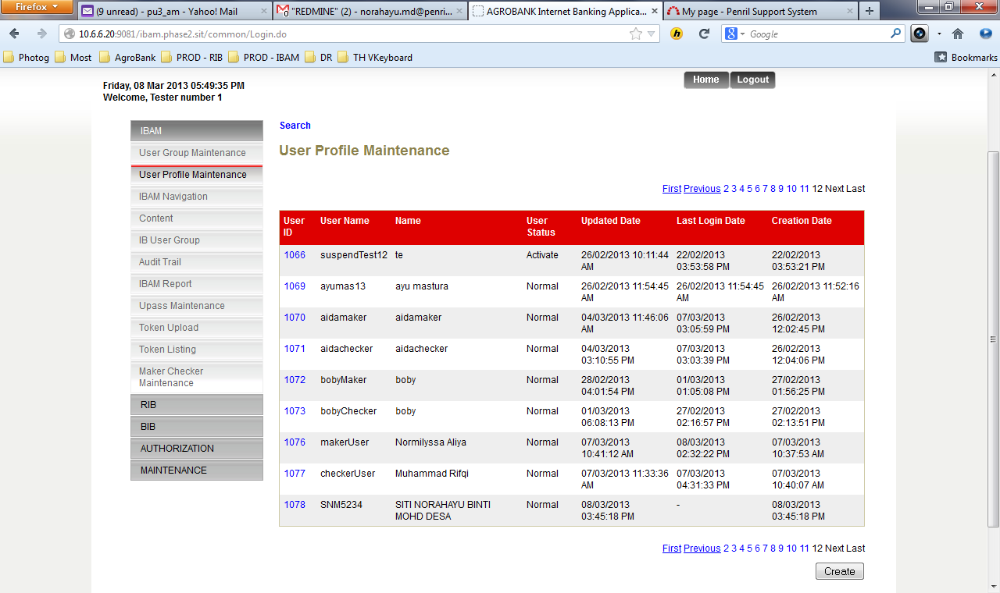 Firefox
(9 unread) - pu3_am - Yahoo! Mail
"REDMINE" (2) - norahayu.md@penri...
AGROBANK Internet Banking Applica...
My page - Penril Support System
10.6.6.20:9081/ibam.phase2.sit/common/Login.do
Google
Photog Most AgroBank PROD - RIB PROD - IBAM DR TH VKeyboard Bookmarks
Friday, 08 Mar 2013 05:49:35 PM
Welcome, Tester number 1
Home Logout
IBAM
User Group Maintenance
User Profile Maintenance
IBAM Navigation
Content
IB User Group
Audit Trail
IBAM Report
Upass Maintenance
Token Upload
Token Listing
Maker Checker
Maintenance
RIB
BIB
AUTHORIZATION
MAINTENANCE
Search
User Profile Maintenance
First Previous 2 3 4 5 6 7 8 9 10 11 12 Next Last
User User Name Name User Updated Date Last Login Date Creation Date
ID Status
1066 suspendTest12 te Activate 26/02/2013 10:11:44 22/02/2013 22/02/2013
AM 03:53:58 PM 03:53:21 PM
1069 ayumas13 ayu mastura Normal 26/02/2013 11:54:45 26/02/2013 11:54:45 26/02/2013 11:52:16
AM AM AM
1070 aidamaker aidamaker Normal 04/03/2013 11:46:06 07/03/2013 26/02/2013
AM 03:05:59 PM 12:02:45 PM
1071 aidachecker aidachecker Normal 04/03/2013 07/03/2013 26/02/2013
03:10:55 PM 03:03:39 PM 12:04:06 PM
1072 bobyMaker boby Normal 28/02/2013 01/03/2013 27/02/2013
04:01:54 PM 01:05:08 PM 01:56:25 PM
1073 bobyChecker boby Normal 01/03/2013 27/02/2013 27/02/2013
06:08:13 PM 02:16:57 PM 02:13:51 PM
1076 makerUser Normilyssa Aliya Normal 07/03/2013 08/03/2013 07/03/2013
10:41:12 AM 02:32:22 PM 10:37:53 AM
1077 checkerUser Muhammad Rifqi Normal 07/03/2013 11:33:36 07/03/2013 07/03/2013
AM 04:31:33 PM 10:40:07 AM
1078 SNM5234 SITI NORAHAYU BINTI Normal 08/03/2013 - 08/03/2013
MOHD DESA 03:45:18 PM 03:45:18 PM
First Previous 2 3 4 5 6 7 8 9 10 11 12 Next Last
Create